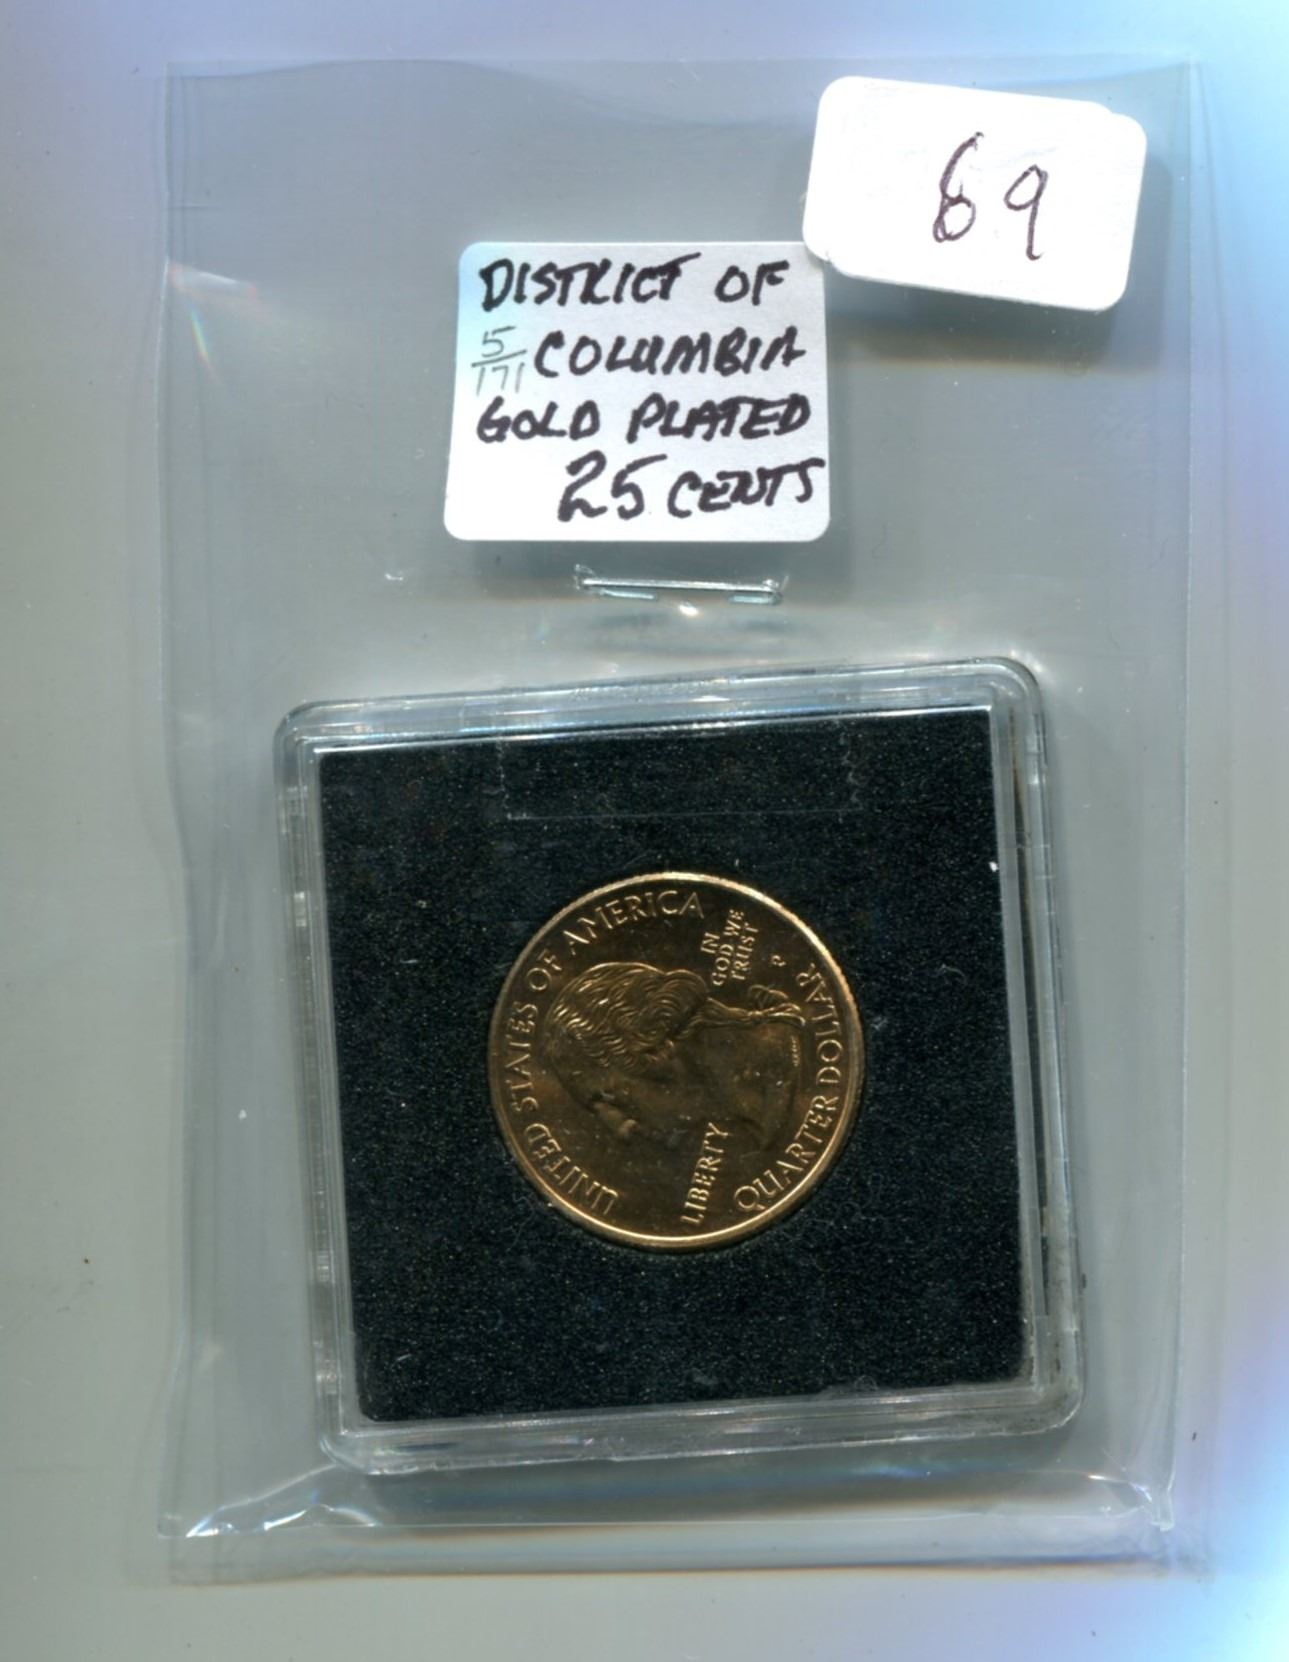 69
DISTRICT OF
5/171 COLUMBIA
GOLD PLATED
25 CENTS
UNITED STATES OF AMERICA
IN
GOD WE
TRUST
P
LIBERTY
QUARTER DOLLAR